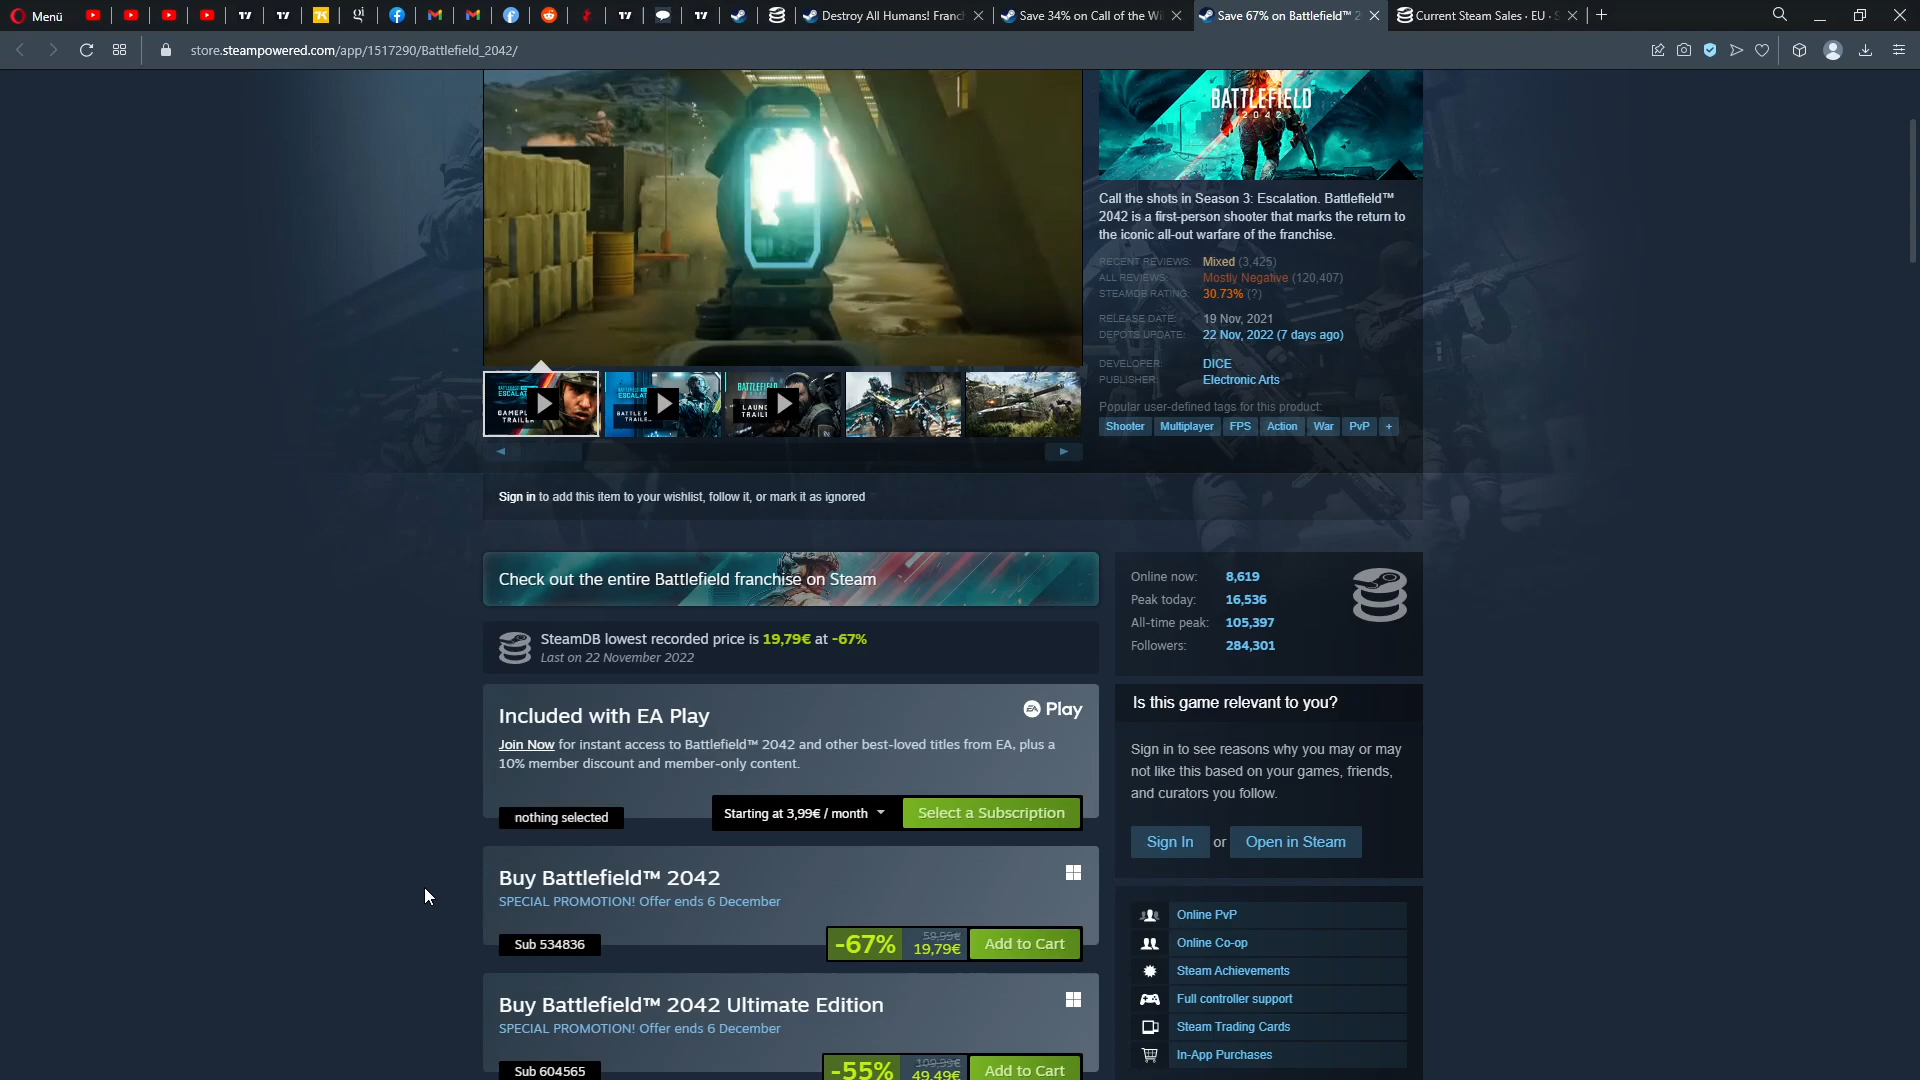 Menü
Destroy All Humans! Franc
Save 34% on Call of the Wi
Save 67% on Battlefield™ 2
Current Steam Sales · EU · S
store.steampowered.com/app/1517290/Battlefield_2042/
BATTLEFIELD
2042
Call the shots in Season 3: Escalation. Battlefield™
2042 is a first-person shooter that marks the return to
the iconic all-out warfare of the franchise.
RECENT REVIEWS: Mixed (3,425)
ALL REVIEWS: Mostly Negative (120,407)
STEAMDB RATING: 30.73% (?)
RELEASE DATE: 19 Nov, 2021
DEPOTS UPDATE: 22 Nov, 2022 (7 days ago)
DEVELOPER: DICE
PUBLISHER: Electronic Arts
Popular user-defined tags for this product:
Shooter Multiplayer FPS Action War PvP +
Sign in to add this item to your wishlist, follow it, or mark it as ignored
Check out the entire Battlefield franchise on Steam
SteamDB lowest recorded price is 19,79€ at -67%
Last on 22 November 2022
Included with EA Play
EA Play
Join Now for instant access to Battlefield™ 2042 and other best-loved titles from EA, plus a
10% member discount and member-only content.
nothing selected
Starting at 3,99€ / month
Select a Subscription
Buy Battlefield™ 2042
SPECIAL PROMOTION! Offer ends 6 December
Sub 534836
-67%
59,99€
19,79€
Add to Cart
Buy Battlefield™ 2042 Ultimate Edition
SPECIAL PROMOTION! Offer ends 6 December
Sub 604565
-55%
109,99€
49,49€
Add to Cart
Online now: 8,619
Peak today: 16,536
All-time peak: 105,397
Followers: 284,301
Is this game relevant to you?
Sign in to see reasons why you may or may
not like this based on your games, friends,
and curators you follow.
Sign In or Open in Steam
Online PvP
Online Co-op
Steam Achievements
Full controller support
Steam Trading Cards
In-App Purchases